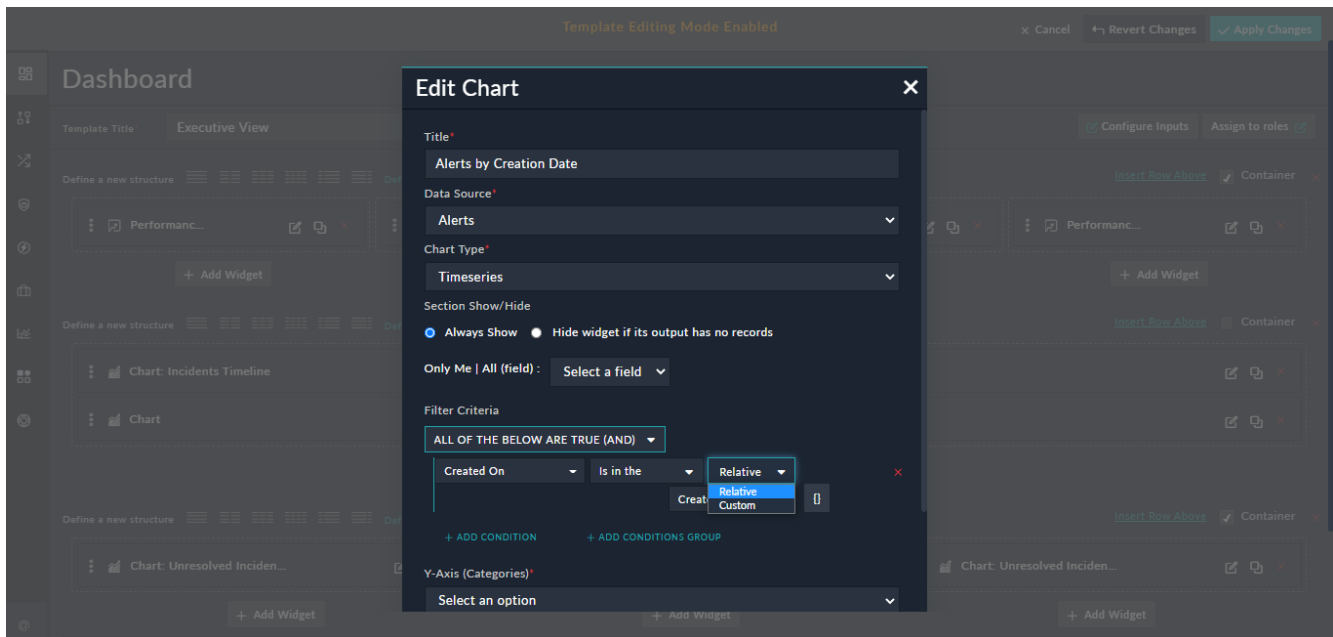 Template Editing Mode Enabled
× Cancel
Revert Changes
Apply Changes
Dashboard
Edit Chart
Template Title
Executive View
Configure Inputs
Assign to roles
Title*
Alerts by Creation Date
Define a new structure
Insert Row Above
Container
Data Source*
Alerts
Performanc...
Performanc...
Chart Type*
Timeseries
+ Add Widget
+ Add Widget
Section Show/Hide
Always Show
Hide widget if its output has no records
Define a new structure
Insert Row Above
Container
Only Me | All (field) :
Select a field
Chart: Incidents Timeline
Filter Criteria
Chart
ALL OF THE BELOW ARE TRUE (AND)
Created On
Is in the
Relative
Relative
Custom
Creat
{}
Define a new structure
Insert Row Above
Container
+ ADD CONDITION
+ ADD CONDITIONS GROUP
Chart: Unresolved Inciden...
Chart: Unresolved Inciden...
Y-Axis (Categories)*
Select an option
+ Add Widget
+ Add Widget
+ Add Widget